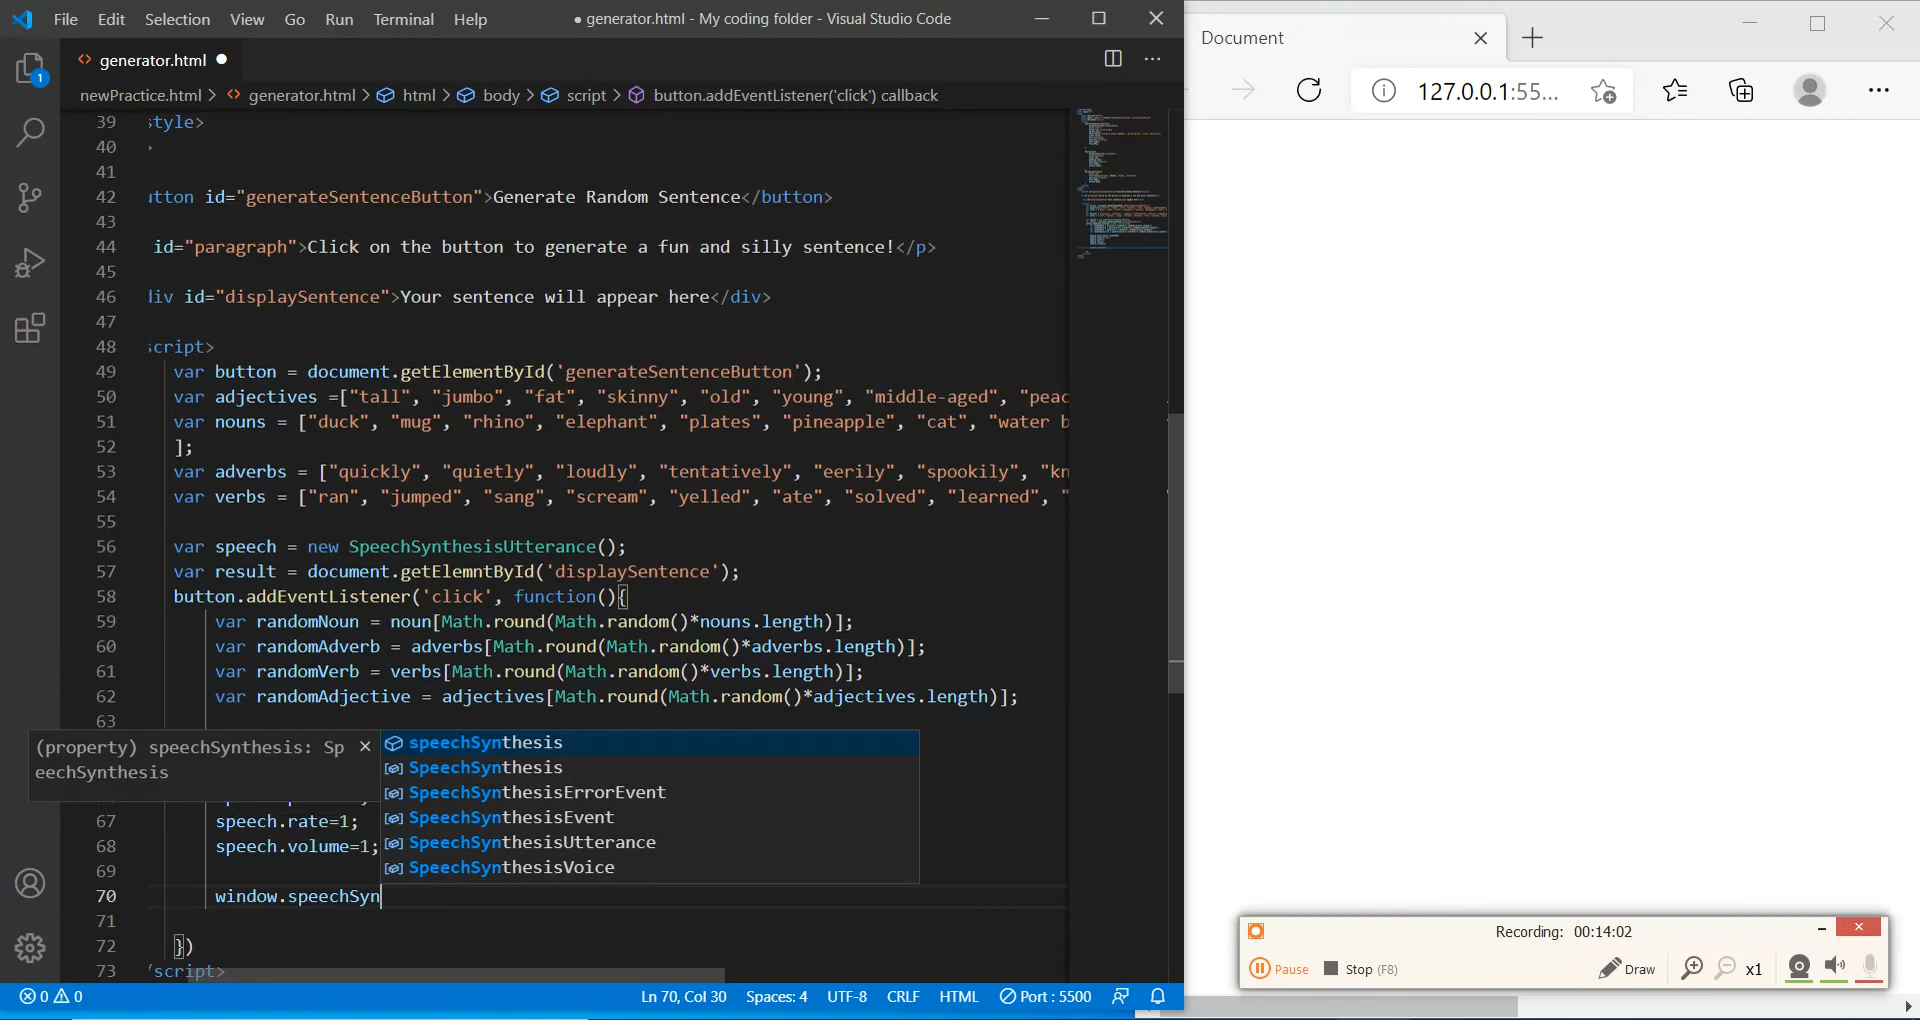 File Edit Selection View Go Run Terminal Help ● generator.html - My coding folder - Visual Studio Code
generator.html ●
newPractice.html > generator.html > html > body > script > button.addEventListener('click') callback
1
39 style>
40 >
41
42 utton id="generateSentenceButton">Generate Random Sentence</button>
43
44 id="paragraph">Click on the button to generate a fun and silly sentence!</p>
45
46 div id="displaySentence">Your sentence will appear here</div>
47
48 script>
49 var button = document.getElementById('generateSentenceButton');
50 var adjectives =["tall", "jumbo", "fat", "skinny", "old", "young", "middle-aged", "peac
51 var nouns = ["duck", "mug", "rhino", "elephant", "plates", "pineapple", "cat", "water b
52 ];
53 var adverbs = ["quickly", "quietly", "loudly", "tentatively", "eerily", "spookily", "kn
54 var verbs = ["ran", "jumped", "sang", "scream", "yelled", "ate", "solved", "learned", "
55
56 var speech = new SpeechSynthesisUtterance();
57 var result = document.getElemntById('displaySentence');
58 button.addEventListener('click', function(){
59 var randomNoun = noun[Math.round(Math.random()*nouns.length)];
60 var randomAdverb = adverbs[Math.round(Math.random()*adverbs.length)];
61 var randomVerb = verbs[Math.round(Math.random()*verbs.length)];
62 var randomAdjective = adjectives[Math.round(Math.random()*adjectives.length)];
63
(property) speechSynthesis: Sp
eechSynthesis
speechSynthesis
SpeechSynthesis
SpeechSynthesisErrorEvent
SpeechSynthesisEvent
SpeechSynthesisUtterance
SpeechSynthesisVoice
67 speech.rate=1;
68 speech.volume=1;
69
70 window.speechSyn
71
72 })
73 /script>
0 0 Ln 70, Col 30 Spaces: 4 UTF-8 CRLF HTML Port : 5500
Document
127.0.0.1:55...
Recording: 00:14:02
Pause Stop (F8) Draw x1